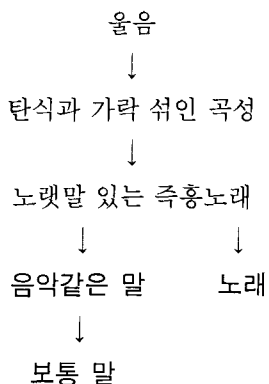 울음
↓
탄식과 가락 섞인 곡성
↓
노랫말 있는 즉흥노래
↓ ↓
음악같은 말 노래
↓
보통 말